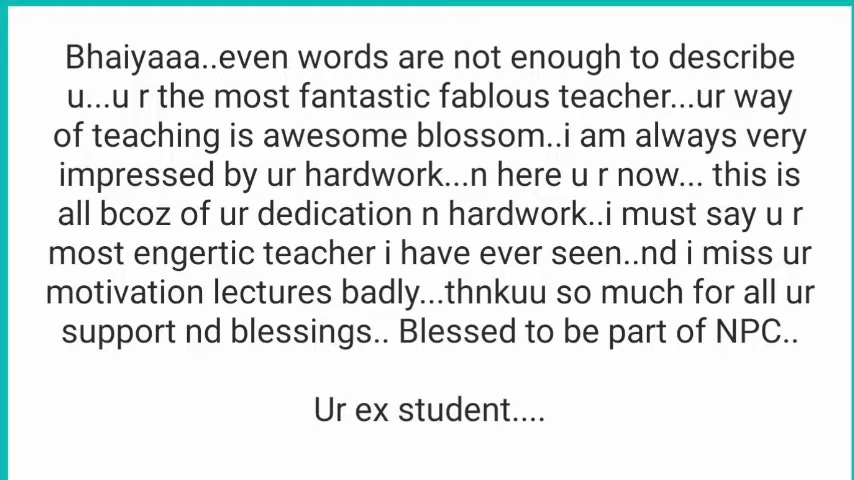 Bhaiyaaa..even words are not enough to describe
u...u r the most fantastic fablous teacher...ur way
of teaching is awesome blossom..i am always very
impressed by ur hardwork...n here u r now... this is
all bcoz of ur dedication n hardwork..i must say u r
most engertic teacher i have ever seen..nd i miss ur
motivation lectures badly...thnkuu so much for all ur
support nd blessings.. Blessed to be part of NPC..
Ur ex student....